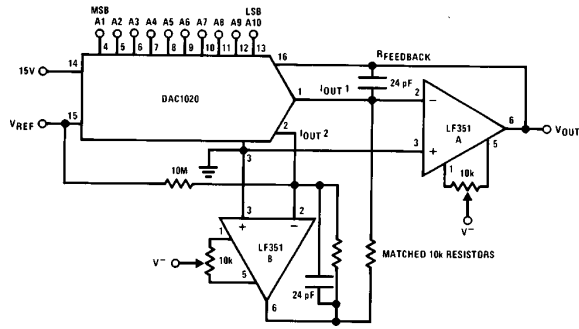 MSB LSB
A1 A2 A3 A4 A5 A6 A7 A8 A9 A10
4 5 6 7 8 9 10 11 12 13
15V 14
16
RFEEDBACK
DAC1020
24 pF
1 IOUT 1
2 6 VOUT
VREF 15
2 IOUT 2
LF351
A
3
3
5
1
10k
V−
10M
3 2
1
LF351
B
MATCHED 10k RESISTORS
V−
10k
5
24 pF
6